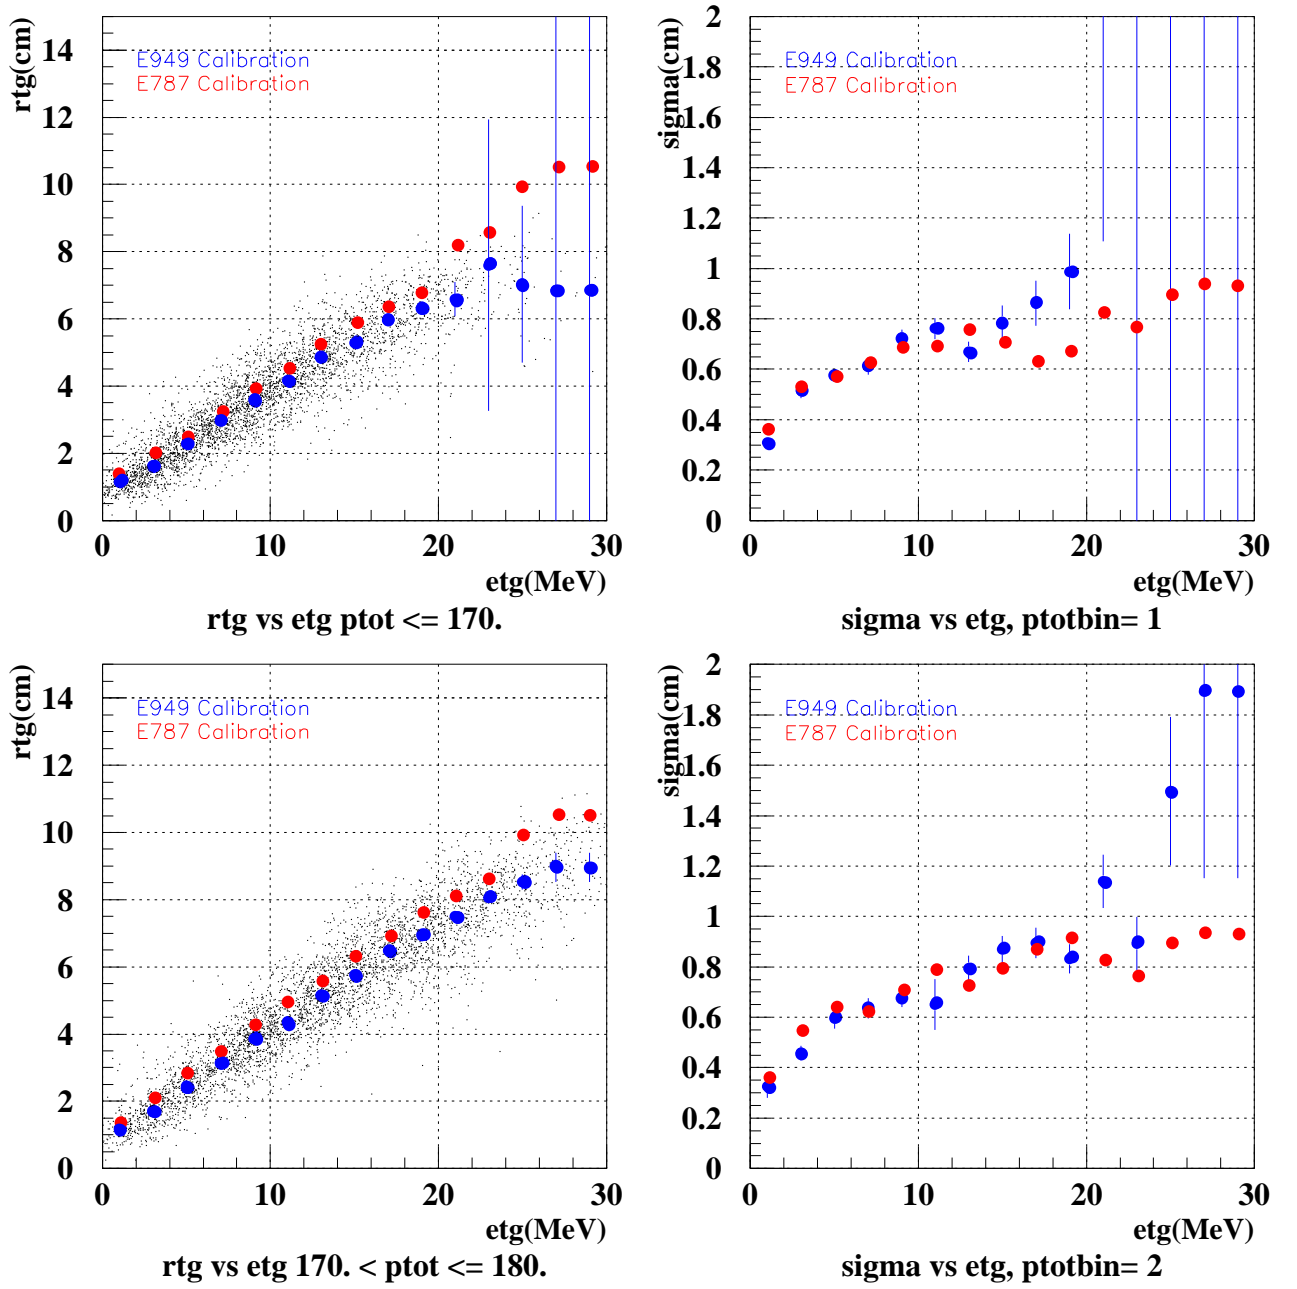 rtg(cm)
14
12
10
8
6
4
2
0
E949 Calibration
E787 Calibration
0 10 20 30
etg(MeV)
rtg vs etg ptot <= 170.
sigma(cm)
2
1.8
1.6
1.4
1.2
1
0.8
0.6
0.4
0.2
0
E949 Calibration
E787 Calibration
0 10 20 30
etg(MeV)
sigma vs etg, ptotbin= 1
rtg(cm)
14
12
10
8
6
4
2
0
E949 Calibration
E787 Calibration
0 10 20 30
etg(MeV)
rtg vs etg 170. < ptot <= 180.
sigma(cm)
2
1.8
1.6
1.4
1.2
1
0.8
0.6
0.4
0.2
0
E949 Calibration
E787 Calibration
0 10 20 30
etg(MeV)
sigma vs etg, ptotbin= 2